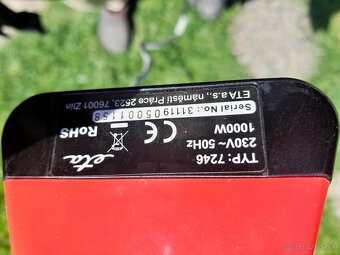 eta
TYP: 7246
230V~ 50Hz
1000W
CE
RoHS
Serial No.: 3111905001158
ETA a.s., náměstí Práce 2523, 76001 Zlín